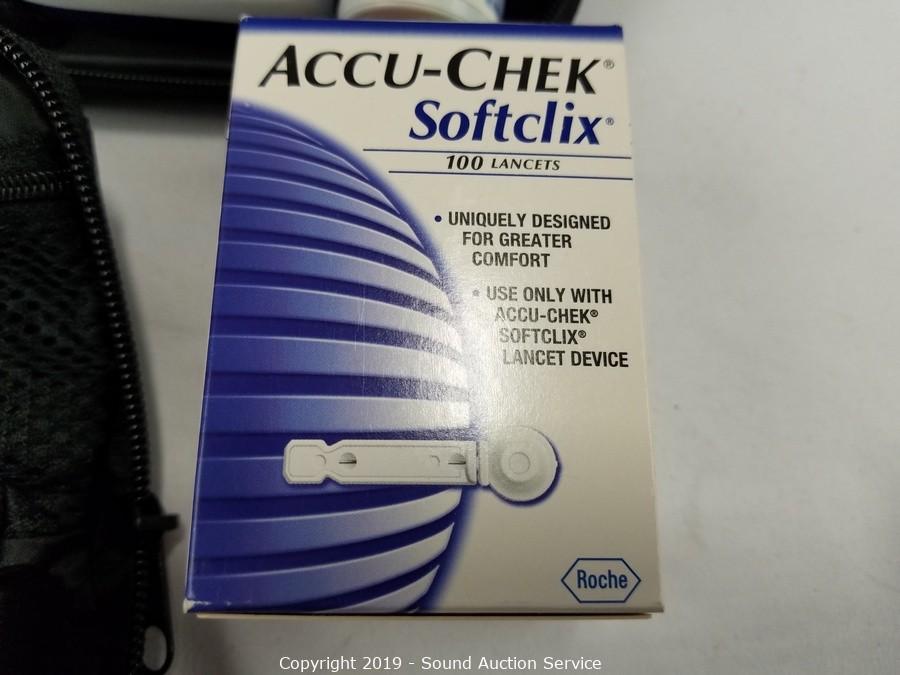 ACCU-CHEK®
Softclix®
100 LANCETS
• UNIQUELY DESIGNED
FOR GREATER
COMFORT
• USE ONLY WITH
ACCU-CHEK®
SOFTCLIX®
LANCET DEVICE
Roche
Copyright 2019 - Sound Auction Service